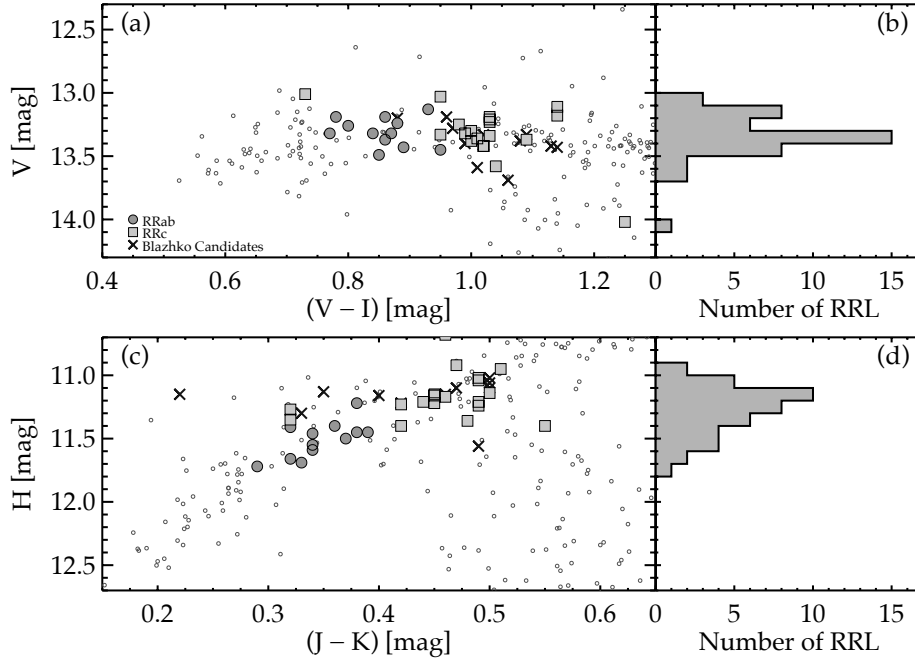 (a)
(b)
12.5
13.0
13.5
14.0
V [mag]
RRab
RRc
Blazhko Candidates
0.4 0.6 0.8 1.0 1.2
(V − I) [mag]
0 5 10 15
Number of RRL
(c)
(d)
11.0
11.5
12.0
12.5
H [mag]
0.2 0.3 0.4 0.5 0.6
(J − K) [mag]
0 5 10 15
Number of RRL